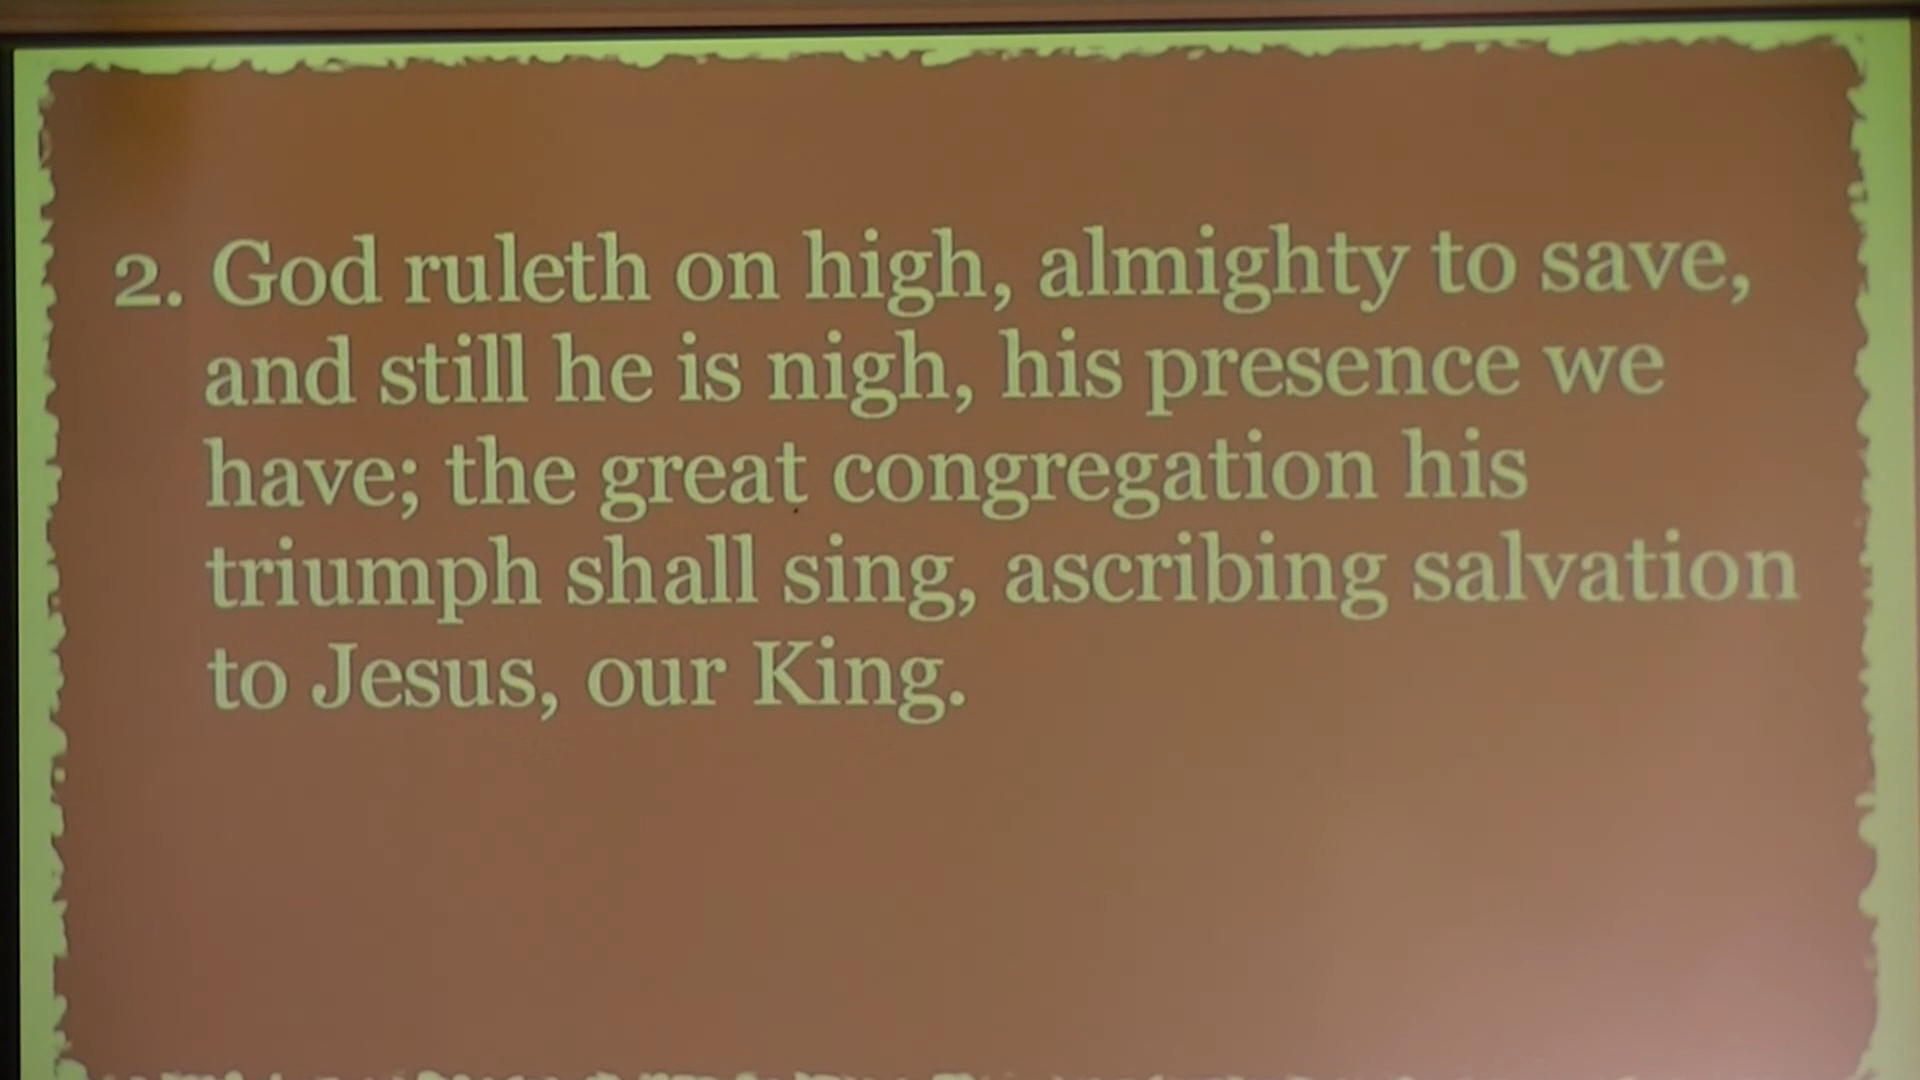 2. God ruleth on high, almighty to save,
and still he is nigh, his presence we
have; the great congregation his
triumph shall sing, ascribing salvation
to Jesus, our King.